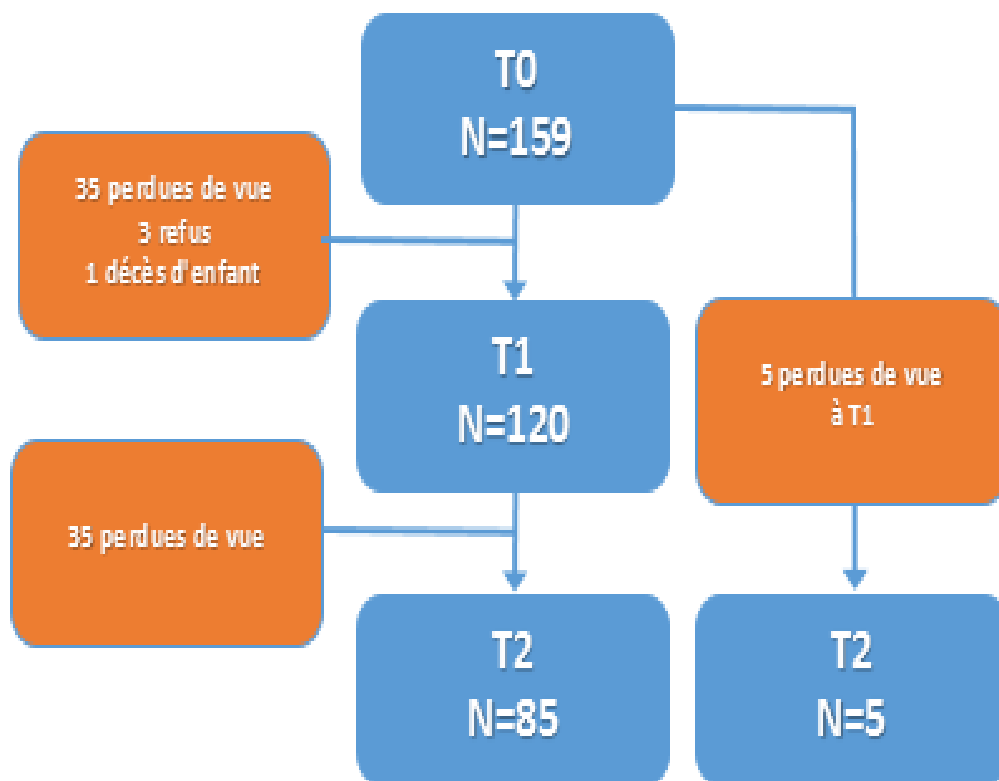 T0
N=159
35 perdues de vue
3 refus
1 décès d'enfant
T1
N=120
5 perdues de vue
à T1
35 perdues de vue
T2
N=85
T2
N=5